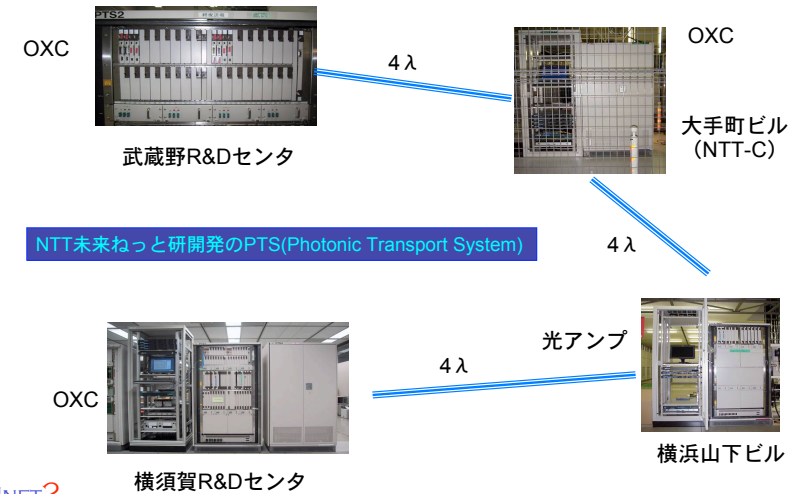 PTS2
OXC
4λ
OXC
武蔵野R&Dセンタ
大手町ビル
（NTT-C）
NTT未来ねっと研開発のPTS(Photonic Transport System)
4λ
光アンプ
4λ
OXC
横浜山下ビル
横須賀R&Dセンタ